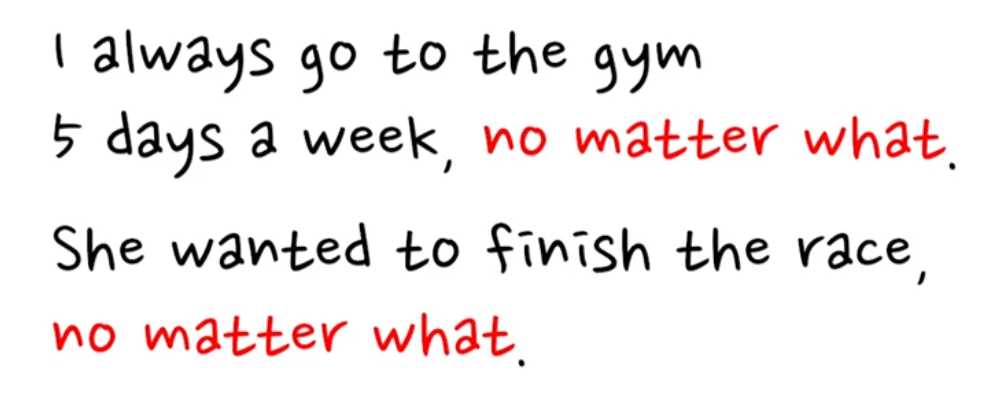 I always go to the gym
5 days a week, no matter what.
She wanted to finish the race,
no matter what.